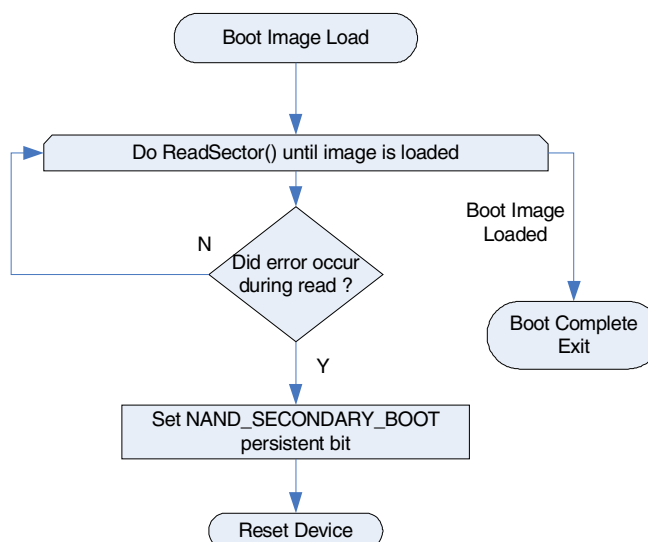 Boot Image Load
Do ReadSector() until image is loaded
Boot Image
Loaded
N
Did error occur
during read ?
Boot Complete
Exit
Y
Set NAND_SECONDARY_BOOT
persistent bit
Reset Device